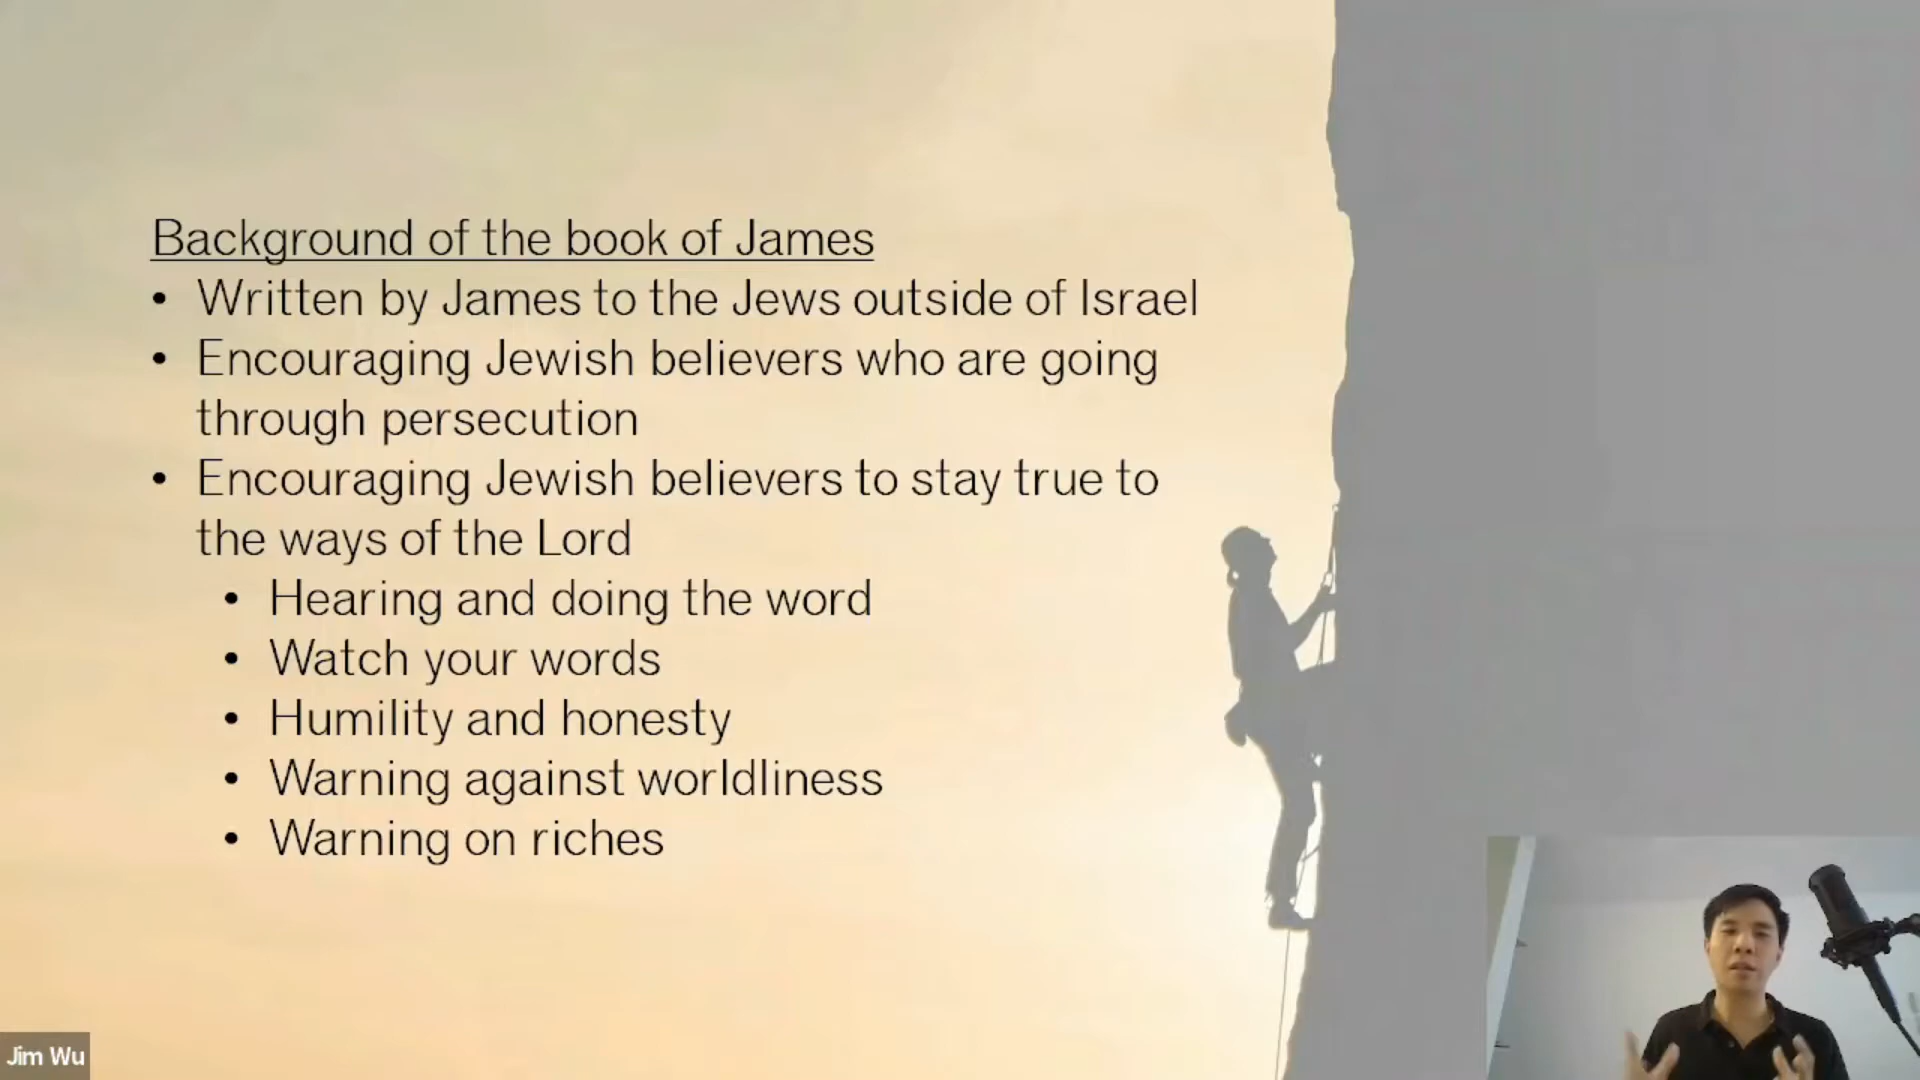 Background of the book of James
• Written by James to the Jews outside of Israel
• Encouraging Jewish believers who are going
through persecution
• Encouraging Jewish believers to stay true to
the ways of the Lord
• Hearing and doing the word
• Watch your words
• Humility and honesty
• Warning against worldliness
• Warning on riches
Jim Wu